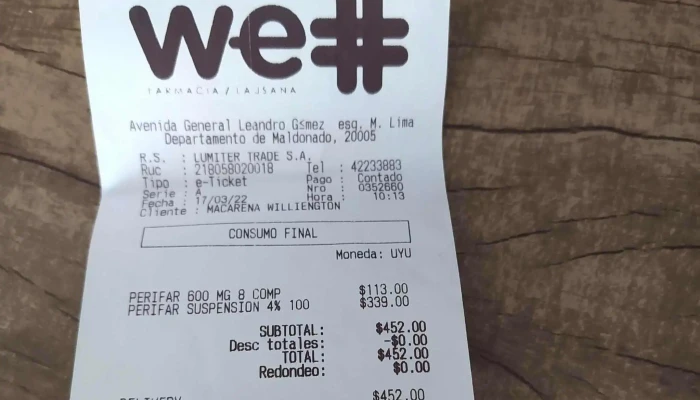 we#
FARMACIA / LAJSANA
Avenida General Leandro Gómez esq. M. Lima
Departamento de Maldonado, 20005
R.S. : LUMITER TRADE S.A.
Ruc : 218058020018 Tel : 42233883
Tipo : e-Ticket Pago : Contado
Serie : A Nro : 0352660
Fecha : 17/03/22 Hora : 10:13
Cliente : MACARENA WILLIENGTON
CONSUMO FINAL
Moneda: UYU
PERIFAR 600 MG 8 COMP $113.00
PERIFAR SUSPENSION 4% 100 $339.00
SUBTOTAL: $452.00
Desc totales: -$0.00
TOTAL: $452.00
Redondeo: $0.00
DELIVERY $452.00